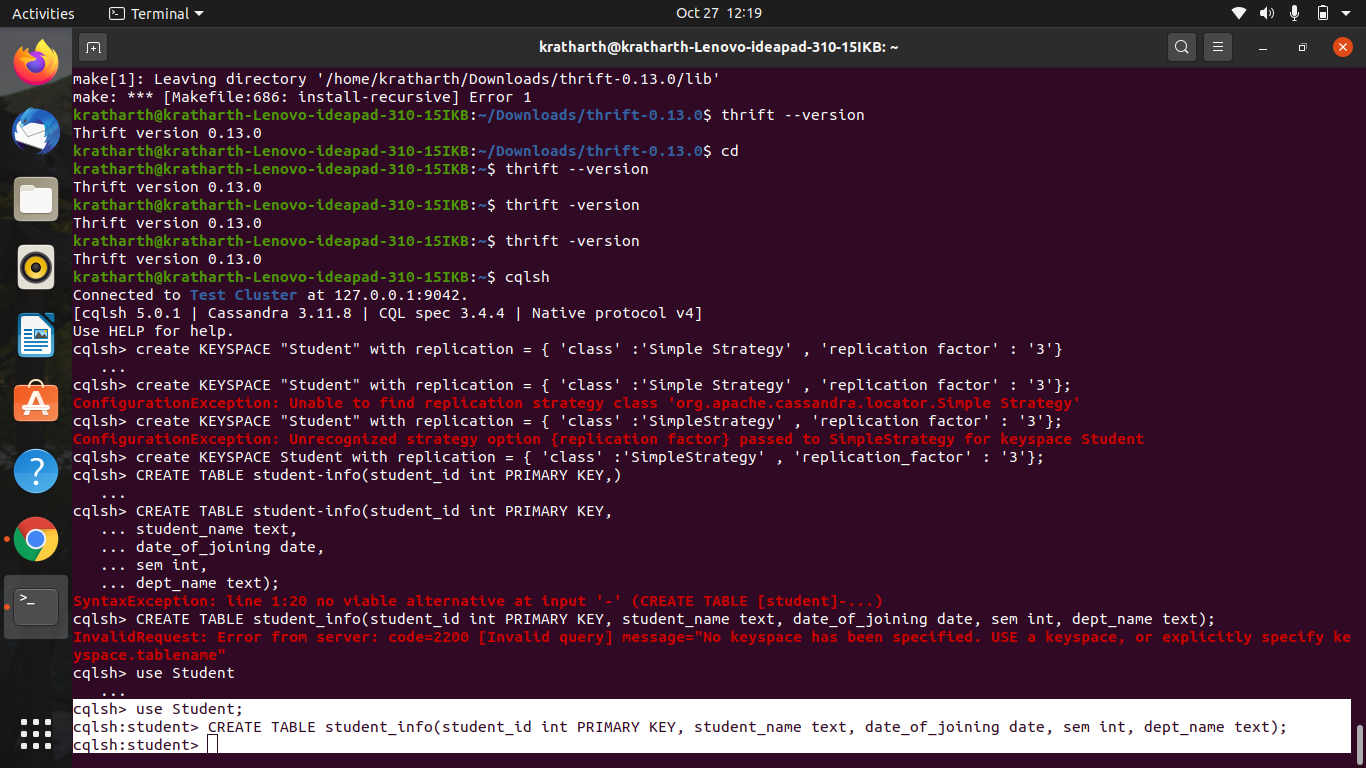 Activities
Terminal
Oct 27 12:19
kratharth@kratharth-Lenovo-ideapad-310-15IKB: ~
make[1]: Leaving directory '/home/kratharth/Downloads/thrift-0.13.0/lib'
make: *** [Makefile:686: install-recursive] Error 1
kratharth@kratharth-Lenovo-ideapad-310-15IKB:~/Downloads/thrift-0.13.0$ thrift --version
Thrift version 0.13.0
kratharth@kratharth-Lenovo-ideapad-310-15IKB:~/Downloads/thrift-0.13.0$ cd
kratharth@kratharth-Lenovo-ideapad-310-15IKB:~$ thrift --version
Thrift version 0.13.0
kratharth@kratharth-Lenovo-ideapad-310-15IKB:~$ thrift -version
Thrift version 0.13.0
kratharth@kratharth-Lenovo-ideapad-310-15IKB:~$ thrift -version
Thrift version 0.13.0
kratharth@kratharth-Lenovo-ideapad-310-15IKB:~$ cqlsh
Connected to Test Cluster at 127.0.0.1:9042.
[cqlsh 5.0.1 | Cassandra 3.11.8 | CQL spec 3.4.4 | Native protocol v4]
Use HELP for help.
cqlsh> create KEYSPACE "Student" with replication = { 'class' :'Simple Strategy' , 'replication factor' : '3'}
...
cqlsh> create KEYSPACE "Student" with replication = { 'class' :'Simple Strategy' , 'replication factor' : '3'};
ConfigurationException: Unable to find replication strategy class 'org.apache.cassandra.locator.Simple Strategy'
cqlsh> create KEYSPACE "Student" with replication = { 'class' :'SimpleStrategy' , 'replication factor' : '3'};
ConfigurationException: Unrecognized strategy option {replication factor} passed to SimpleStrategy for keyspace Student
cqlsh> create KEYSPACE Student with replication = { 'class' :'SimpleStrategy' , 'replication_factor' : '3'};
cqlsh> CREATE TABLE student-info(student_id int PRIMARY KEY,)
...
cqlsh> CREATE TABLE student-info(student_id int PRIMARY KEY,
... student_name text,
... date_of_joining date,
... sem int,
... dept_name text);
SyntaxException: line 1:20 no viable alternative at input '-' (CREATE TABLE [student]-...)
cqlsh> CREATE TABLE student_info(student_id int PRIMARY KEY, student_name text, date_of_joining date, sem int, dept_name text);
InvalidRequest: Error from server: code=2200 [Invalid query] message="No keyspace has been specified. USE a keyspace, or explicitly specify ke
yspace.tablename"
cqlsh> use Student
...
cqlsh> use Student;
cqlsh:student> CREATE TABLE student_info(student_id int PRIMARY KEY, student_name text, date_of_joining date, sem int, dept_name text);
cqlsh:student>